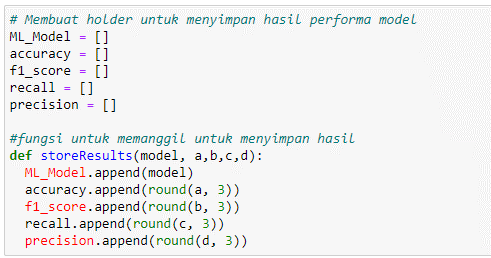 # Membuat holder untuk menyimpan hasil performa model
ML_Model = []
accuracy = []
f1_score = []
recall = []
precision = []

#fungsi untuk memanggil untuk menyimpan hasil
def storeResults(model, a,b,c,d):
  ML_Model.append(model)
  accuracy.append(round(a, 3))
  f1_score.append(round(b, 3))
  recall.append(round(c, 3))
  precision.append(round(d, 3))